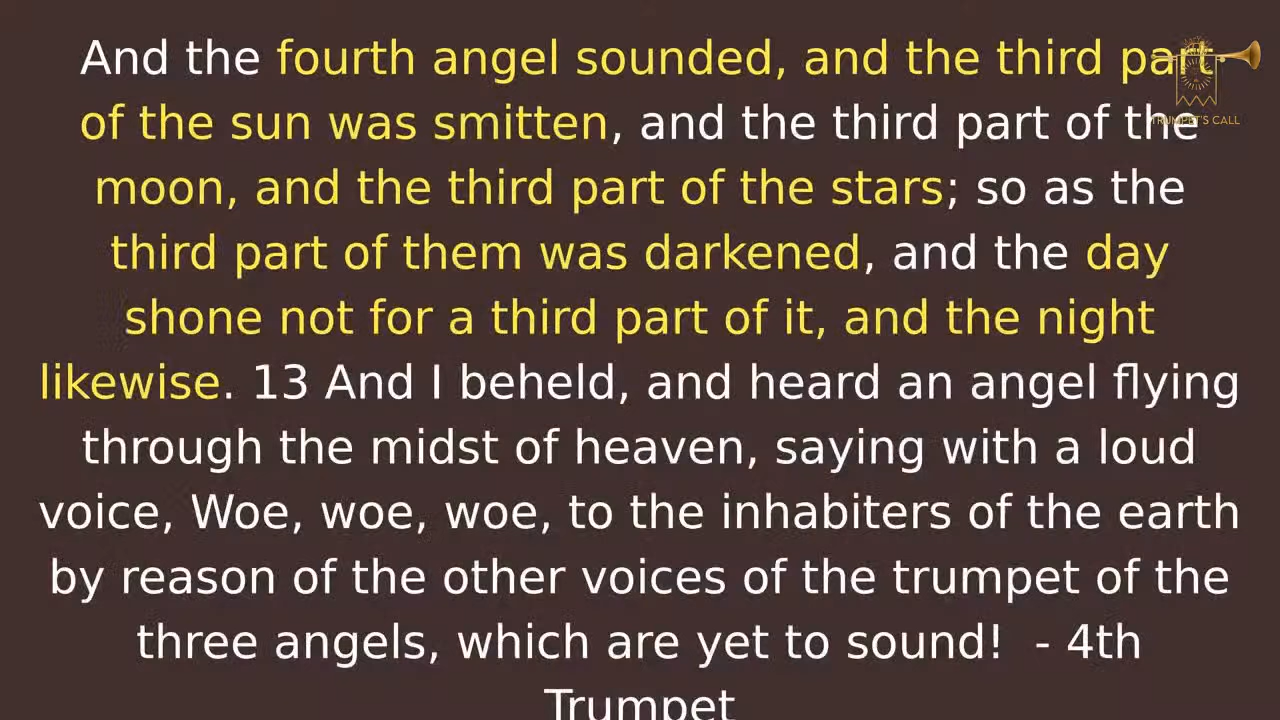 And the fourth angel sounded, and the third part
of the sun was smitten, and the third part of the
moon, and the third part of the stars; so as the
third part of them was darkened, and the day
shone not for a third part of it, and the night
likewise. 13 And I beheld, and heard an angel flying
through the midst of heaven, saying with a loud
voice, Woe, woe, woe, to the inhabiters of the earth
by reason of the other voices of the trumpet of the
three angels, which are yet to sound!  - 4th
Trumpet
TRUMPET'S CALL